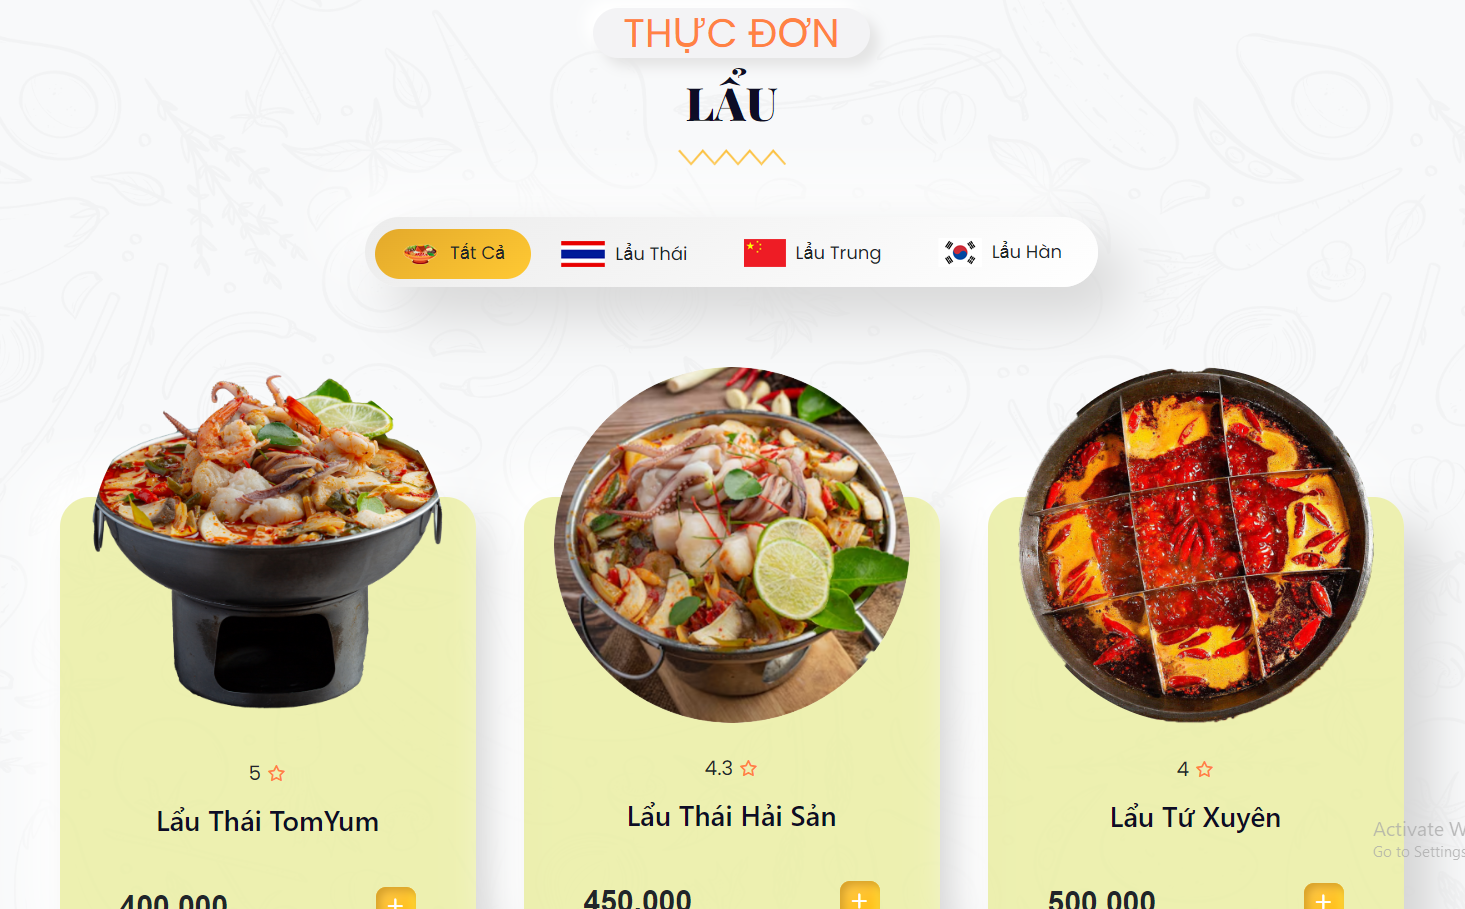 THỰC ĐƠN
LẨU
Tất Cả
Lẩu Thái
Lẩu Trung
Lẩu Hàn
5
4.3
4
Lẩu Thái TomYum
Lẩu Thái Hải Sản
Lẩu Tứ Xuyên
400.000 +
450.000 +
500.000 +
Activate W
Go to Settings